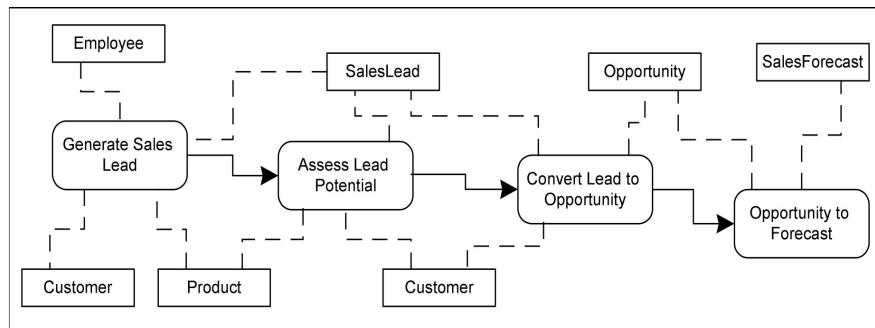 Employee
SalesLead
Opportunity
SalesForecast
Generate Sales
Lead
Assess Lead
Potential
Convert Lead to
Opportunity
Opportunity to
Forecast
Customer
Product
Customer